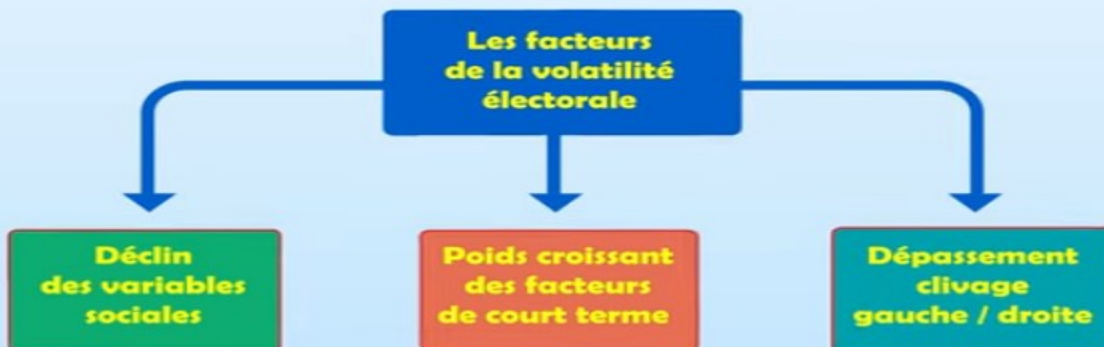 Les facteurs
de la volatilité
électorale
Déclin
des variables
sociales
Poids croissant
des facteurs
de court terme
Dépassement
clivage
gauche / droite